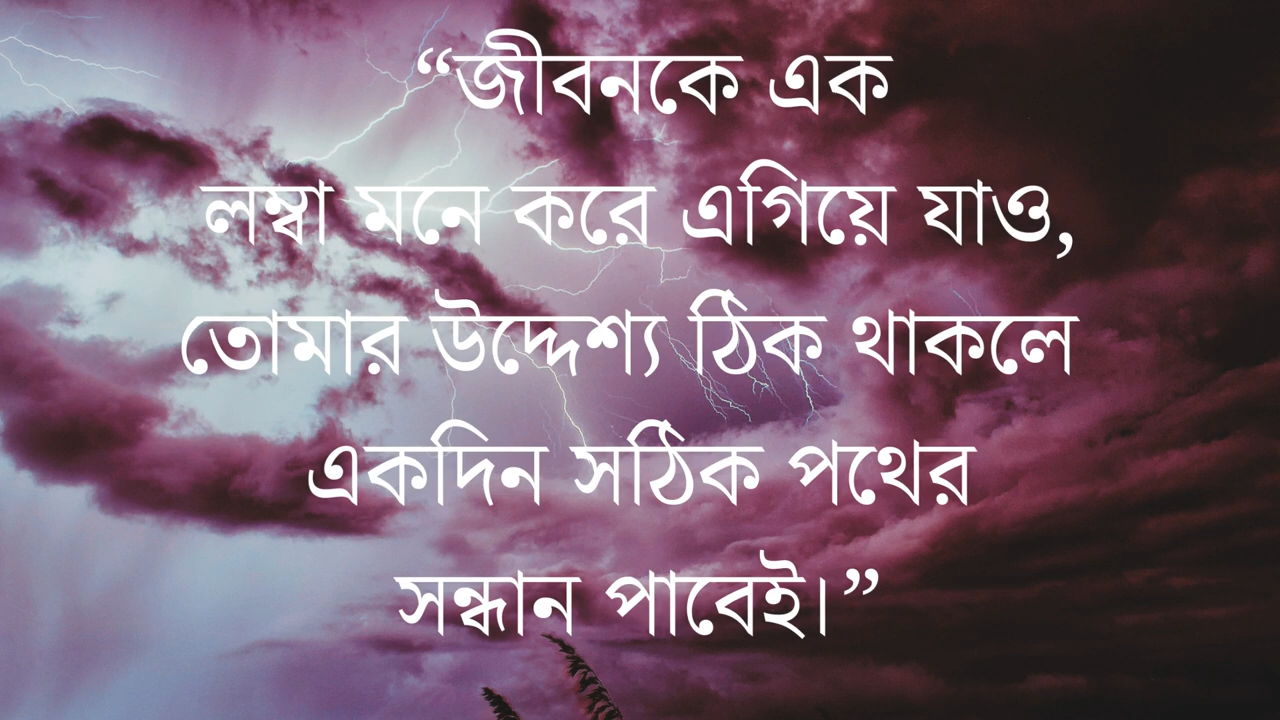 “জীবনকে এক
লম্বা মনে করে এগিয়ে যাও,
তোমার উদ্দেশ্য ঠিক থাকলে
একদিন সঠিক পথের
সন্ধান পাবেই।”